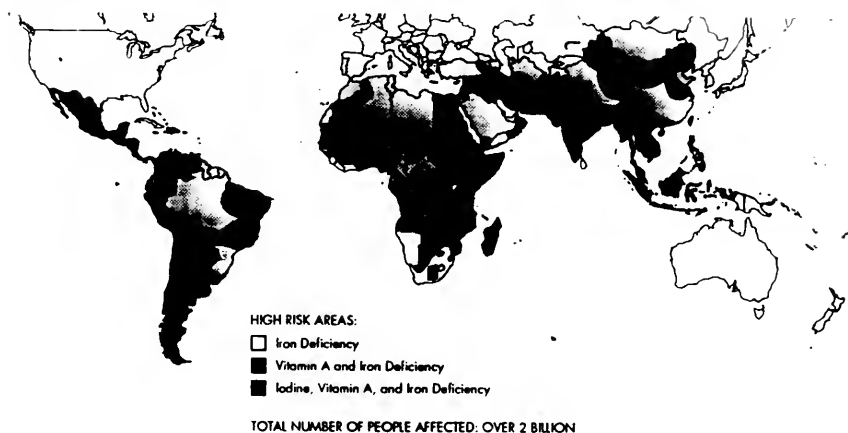 HIGH RISK AREAS:
Iron Deficiency
Vitamin A and Iron Deficiency
Iodine, Vitamin A, and Iron Deficiency
TOTAL NUMBER OF PEOPLE AFFECTED: OVER 2 BILLION